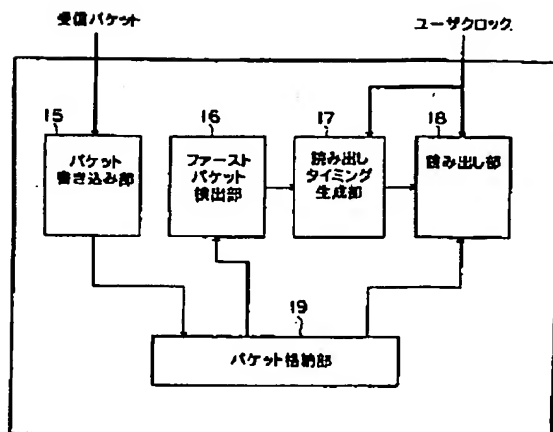 受信パケット
ユーザクロック
15
パケット
書き込み部
16
ファースト
パケット
検出部
17
読み出し
タイミング
生成部
18
読み出し部
19
パケット格納部